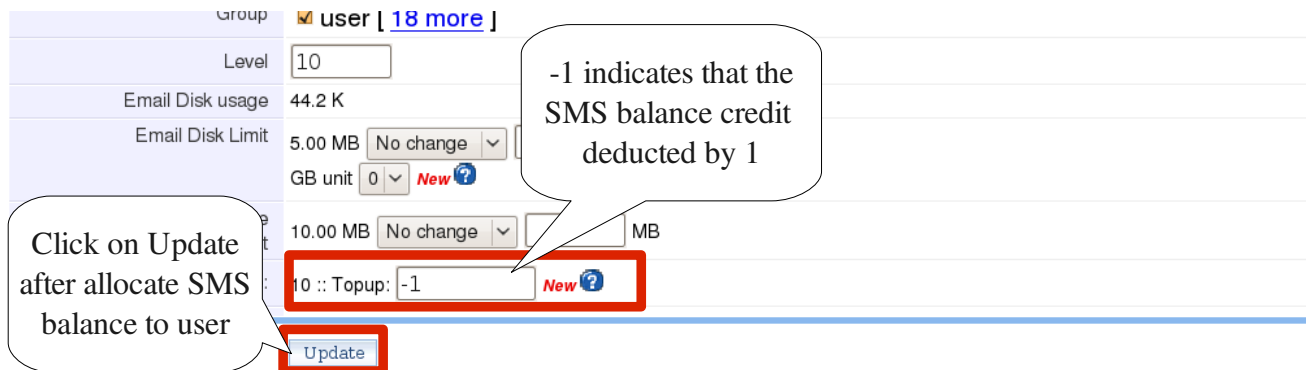 Group user [ 18 more ]
Level 10
-1 indicates that the
SMS balance credit
deducted by 1
Email Disk usage 44.2 K
Email Disk Limit 5.00 MB No change
GB unit 0 New ?
e
t 10.00 MB No change MB
Click on Update
after allocate SMS
balance to user
: 10 :: Topup: -1 New ?
Update